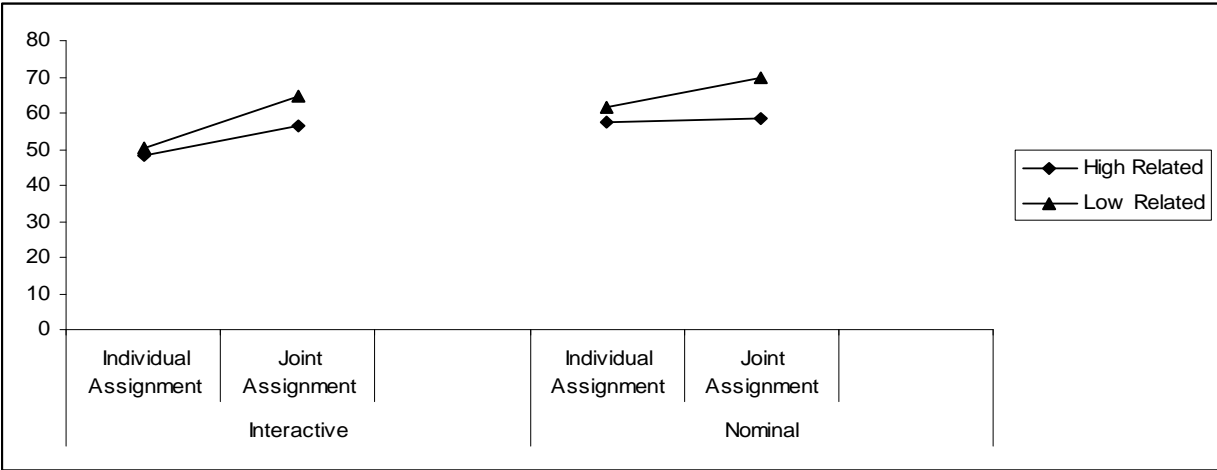 80
70
60
50
40
30
20
10
0
Individual
Assignment
Joint
Assignment
Individual
Assignment
Joint
Assignment
Interactive
Nominal
High Related
Low Related